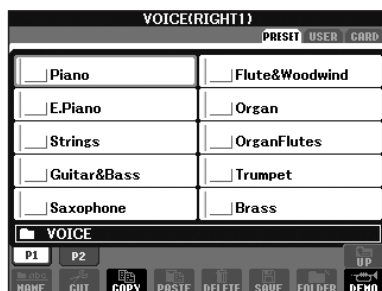 VOICE(RIGHT1)
PRESET USER CARD
Piano Flute&Woodwind
E.Piano Organ
Strings OrganFlutes
Guitar&Bass Trumpet
Saxophone Brass
VOICE
P1 P2 UP
NAME CUT COPY PASTE DELETE SAVE FOLDER DEMO